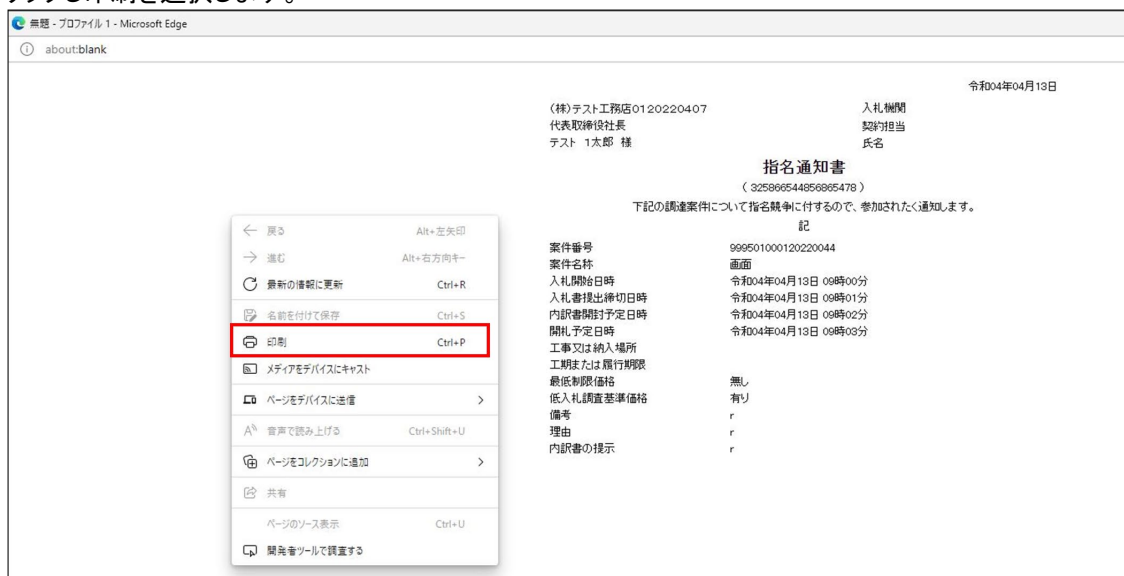 無題 - プロファイル 1 - Microsoft Edge
about:blank
令和04年04月13日
(株)テスト工務店0120220407 入札機関
代表取締役社長 契約担当
テスト 1太郎 様 氏名
指名通知書
( 325866544856865478 )
下記の調達案件について指名競争に付するので、参加されたく通知します。
記
案件番号 999501000120220044
案件名称 画面
入札開始日時 令和04年04月13日 09時00分
入札書提出締切日時 令和04年04月13日 09時01分
内訳書開封予定日時 令和04年04月13日 09時02分
開札予定日時 令和04年04月13日 09時03分
工事又は納入場所
工期または履行期限
最低制限価格 無し
低入札調査基準価格 有り
備考 r
理由 r
内訳書の提示 r
戻る Alt+左矢印
進む Alt+右方向キー
最新の情報に更新 Ctrl+R
名前を付けて保存 Ctrl+S
印刷 Ctrl+P
メディアをデバイスにキャスト
ページをデバイスに送信
音声で読み上げる Ctrl+Shift+U
ページをコレクションに追加
共有
ページのソース表示 Ctrl+U
開発者ツールで調査する